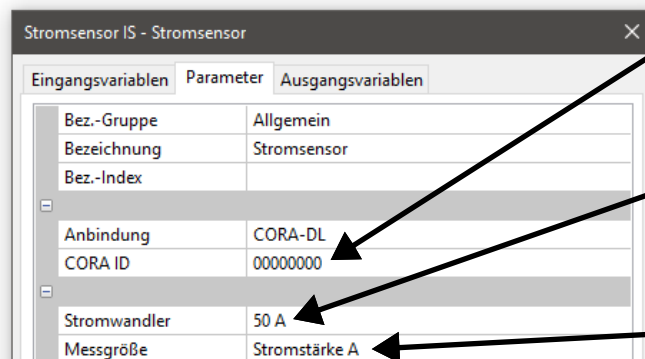 Stromsensor IS - Stromsensor
Eingangsvariablen Parameter Ausgangsvariablen
Bez.-Gruppe Allgemein
Bezeichnung Stromsensor
Bez.-Index
Anbindung CORA-DL
CORA ID 00000000
Stromwandler 50 A
Messgröße Stromstärke A